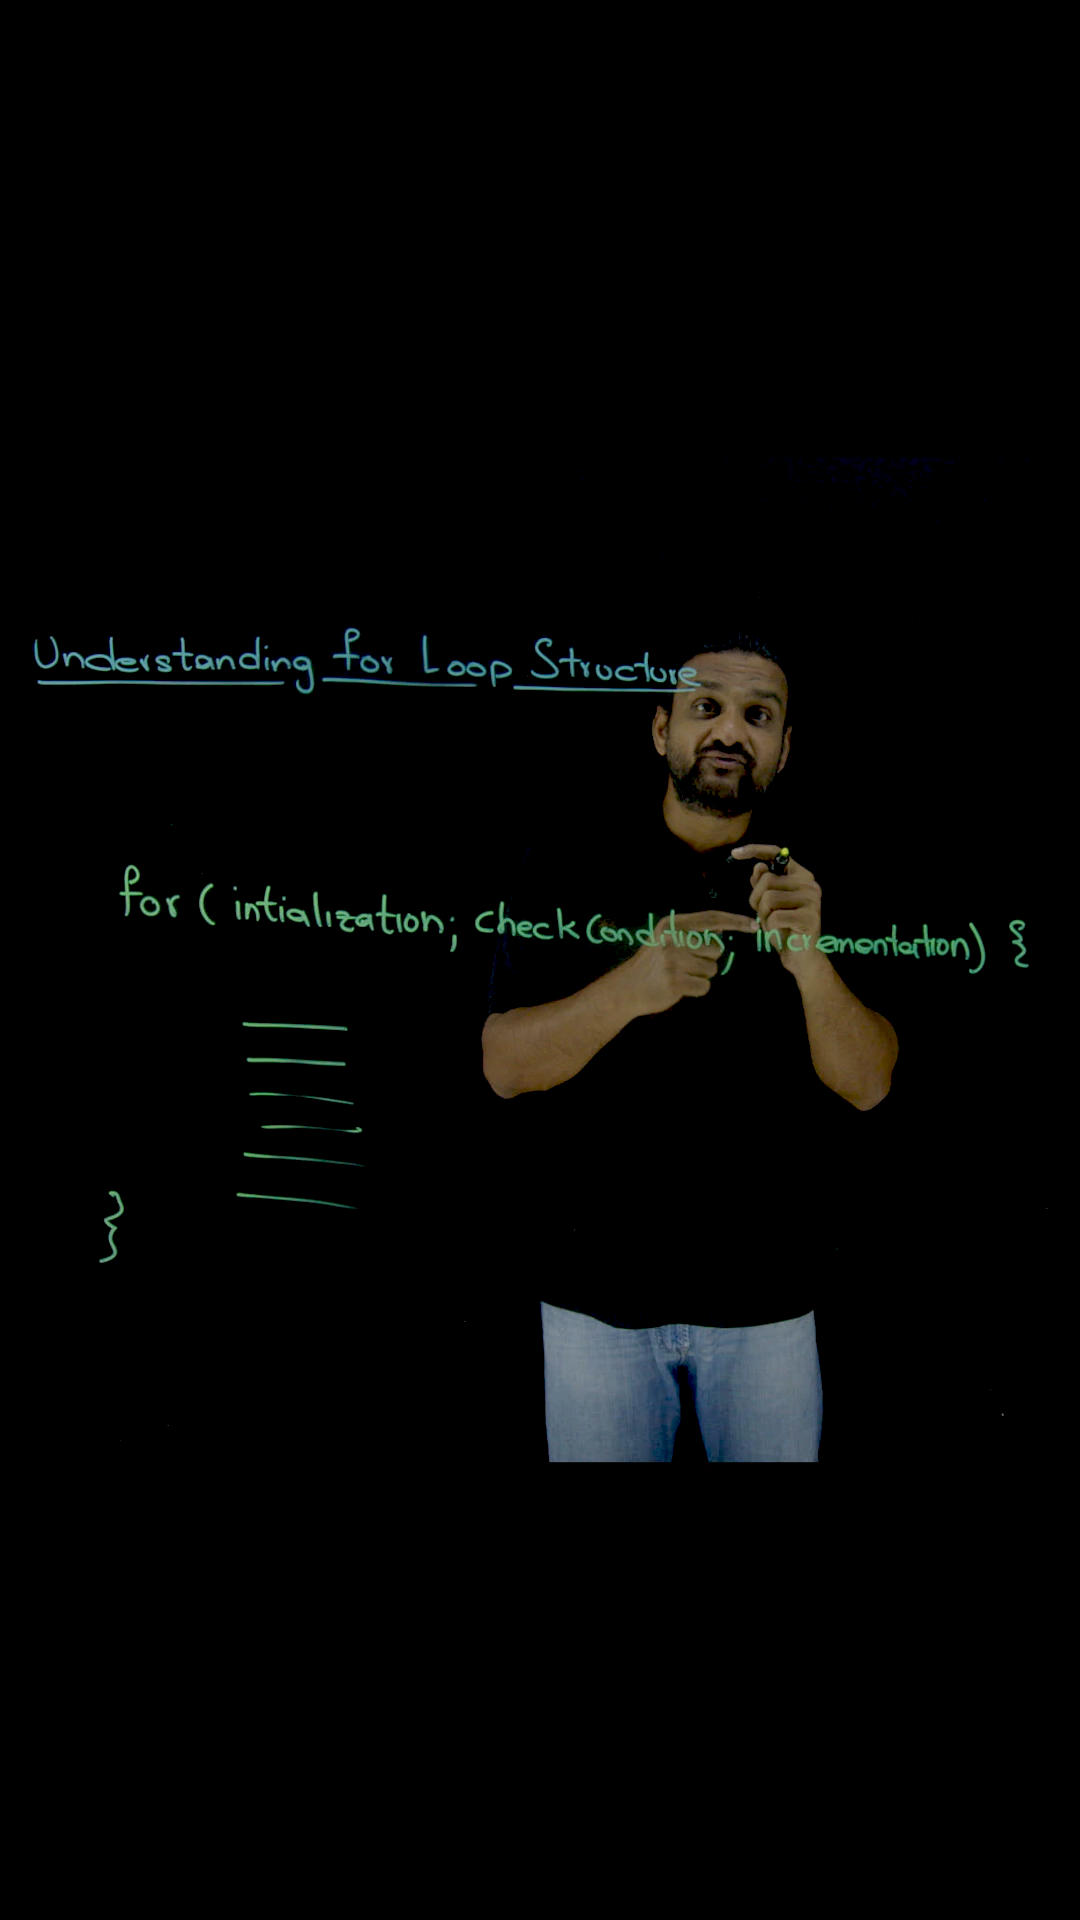 Understanding for Loop Structure
for ( intialization; check Condition; incrementation) {
}